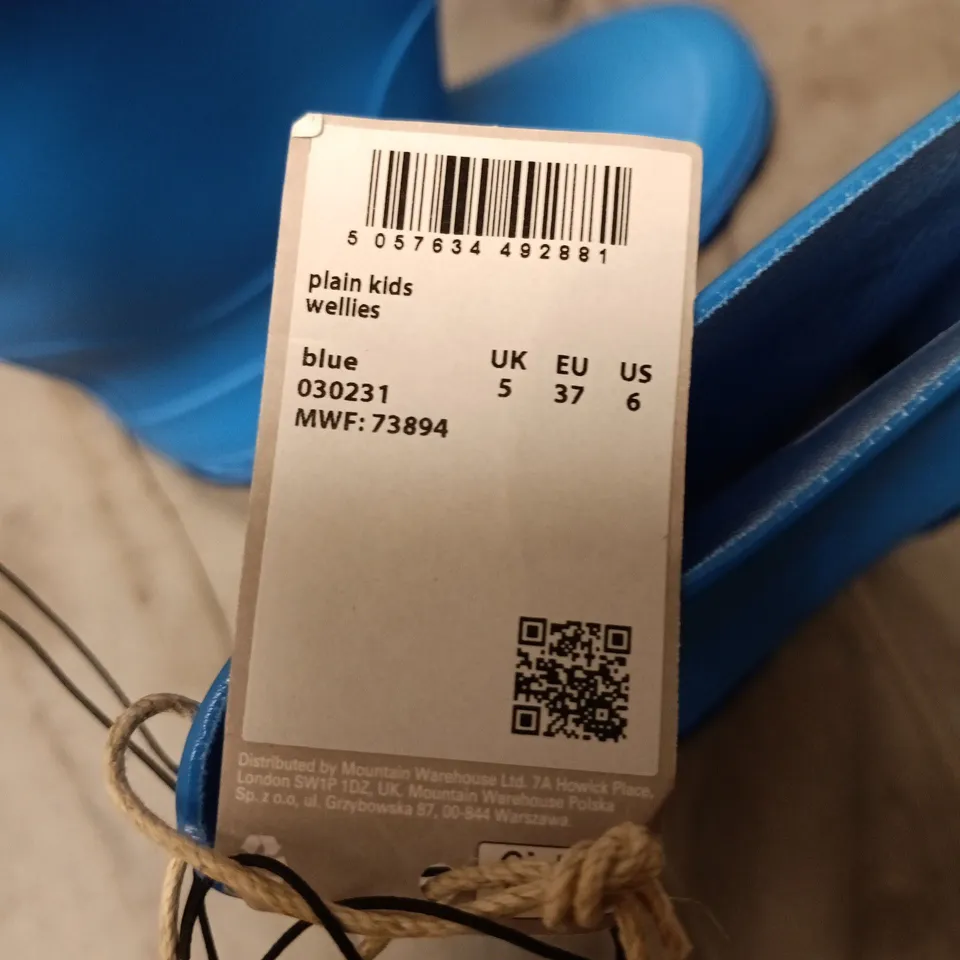 5 057634 492881
plain kids
wellies
blue
030231
MWF: 73894
UK EU US
5 37 6
Distributed by Mountain Warehouse Ltd. 7A Howick Place,
London SW1P 1DZ, UK. Mountain Warehouse Polska
Sp. z o.o, ul. Grzybowska 87, 00-844 Warszawa.